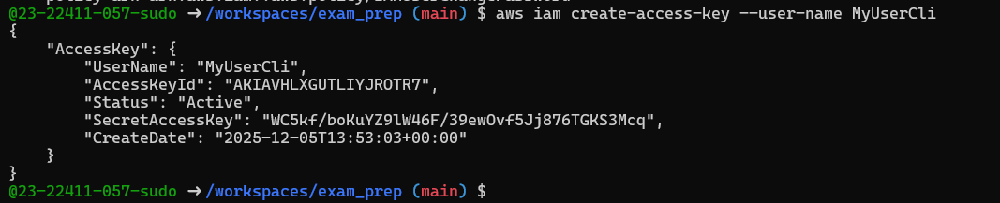 @23-22411-057-sudo ➜ /workspaces/exam_prep (main) $ aws iam create-access-key --user-name MyUserCli
{
    "AccessKey": {
        "UserName": "MyUserCli",
        "AccessKeyId": "AKIAVHLXGUTLIYJROTR7",
        "Status": "Active",
        "SecretAccessKey": "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",
        "CreateDate": "2025-12-05T13:53:03+00:00"
    }
}
@23-22411-057-sudo ➜ /workspaces/exam_prep (main) $